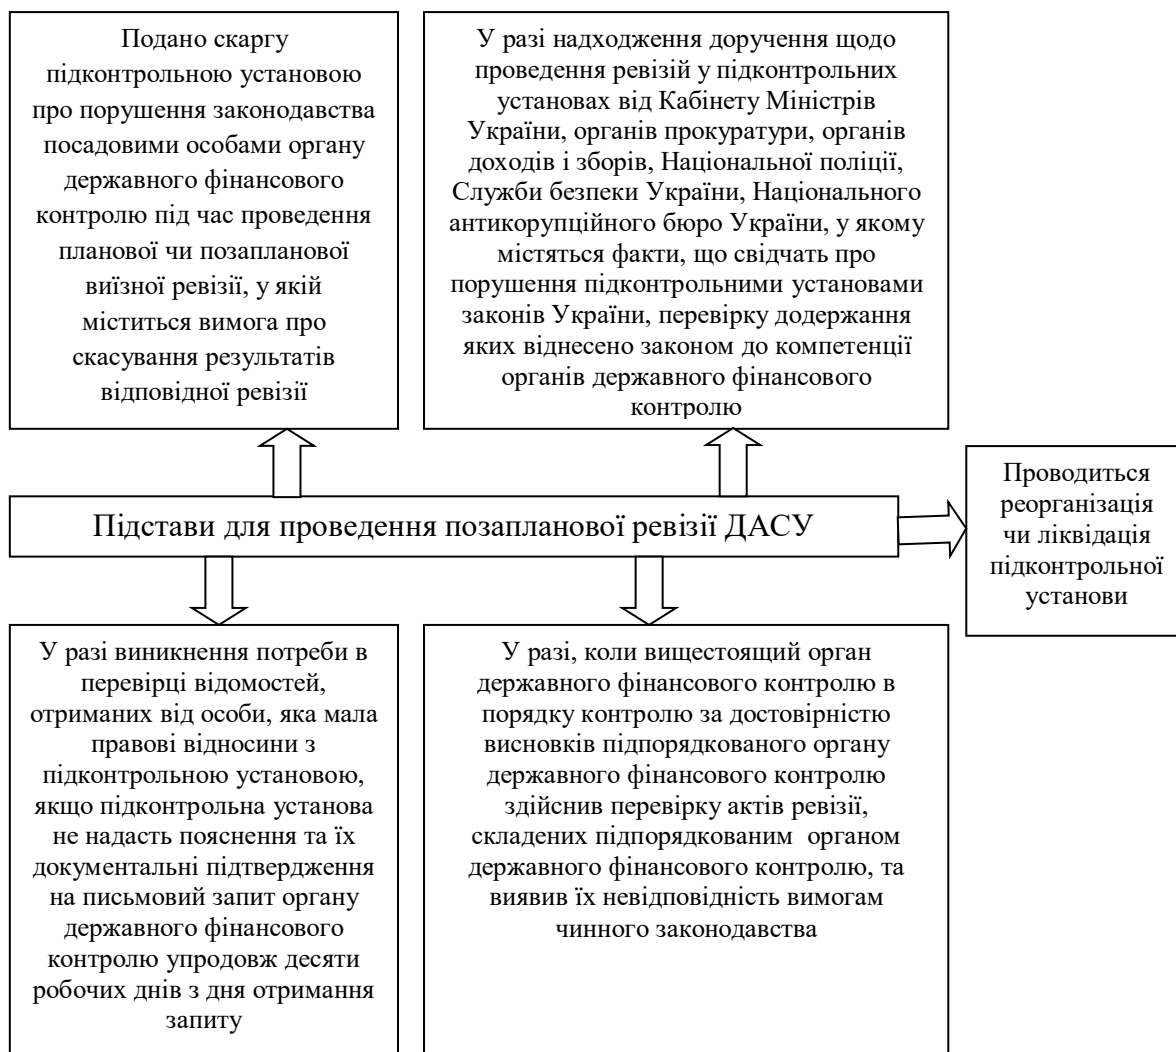 Подано скаргу
підконтрольною установою
про порушення законодавства
посадовими особами органу
державного фінансового
контролю під час проведення
планової чи позапланової
виїзної ревізії, у якій
міститься вимога про
скасування результатів
відповідної ревізії
У разі надходження доручення щодо
проведення ревізій у підконтрольних
установах від Кабінету Міністрів
України, органів прокуратури, органів
доходів і зборів, Національної поліції,
Служби безпеки України, Національного
антикорупційного бюро України, у якому
містяться факти, що свідчать про
порушення підконтрольними установами
законів України, перевірку додержання
яких віднесено законом до компетенції
органів державного фінансового
контролю
Підстави для проведення позапланової ревізії ДАСУ
Проводиться
реорганізація
чи ліквідація
підконтрольної
установи
У разі виникнення потреби в
перевірці відомостей,
отриманих від особи, яка мала
правові відносини з
підконтрольною установою,
якщо підконтрольна установа
не надасть пояснення та їх
документальні підтвердження
на письмовий запит органу
державного фінансового
контролю упродовж десяти
робочих днів з дня отримання
запиту
У разі, коли вищестоящий орган
державного фінансового контролю в
порядку контролю за достовірністю
висновків підпорядкованого органу
державного фінансового контролю
здійснив перевірку актів ревізії,
складених підпорядкованим органом
державного фінансового контролю, та
виявив їх невідповідність вимогам
чинного законодавства